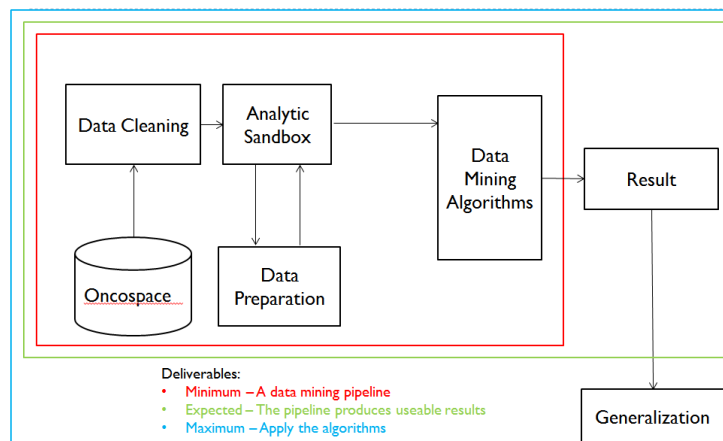 Data Cleaning
Analytic
Sandbox
Data
Mining
Algorithms
Result
Oncospace
Data
Preparation
Deliverables:
• Minimum – A data mining pipeline
• Expected – The pipeline produces useable results
• Maximum – Apply the algorithms
Generalization